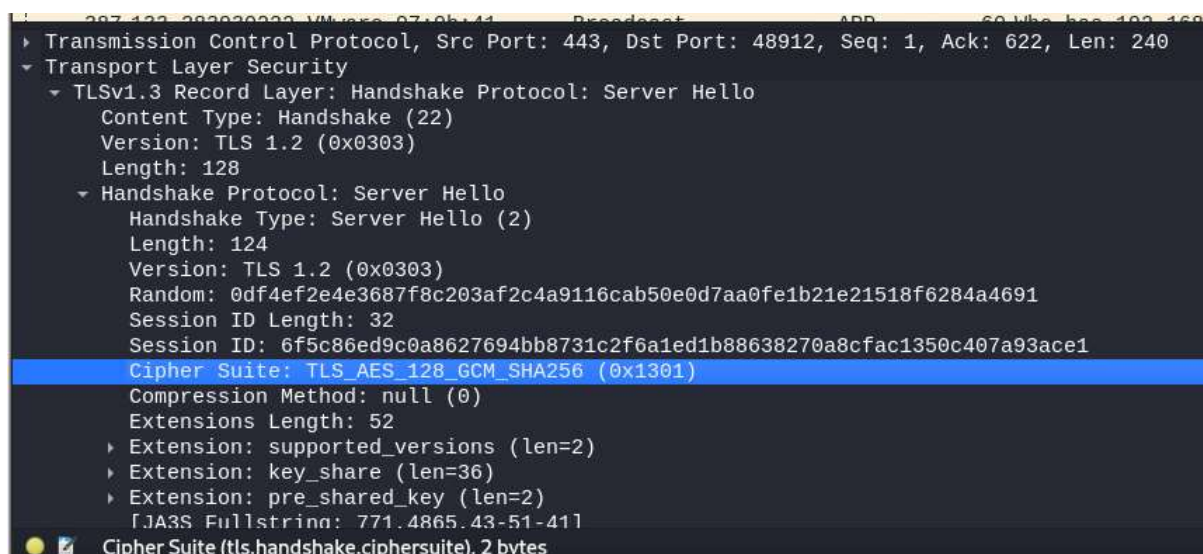 Transmission Control Protocol, Src Port: 443, Dst Port: 48912, Seq: 1, Ack: 622, Len: 240
Transport Layer Security
TLSv1.3 Record Layer: Handshake Protocol: Server Hello
Content Type: Handshake (22)
Version: TLS 1.2 (0x0303)
Length: 128
Handshake Protocol: Server Hello
Handshake Type: Server Hello (2)
Length: 124
Version: TLS 1.2 (0x0303)
Random: 0df4ef2e4e3687f8c203af2c4a9116cab50e0d7aa0fe1b21e21518f6284a4691
Session ID Length: 32
Session ID: 6f5c86ed9c0a8627694bb8731c2f6a1ed1b88638270a8cfac1350c407a93ace1
Cipher Suite: TLS_AES_128_GCM_SHA256 (0x1301)
Compression Method: null (0)
Extensions Length: 52
Extension: supported_versions (len=2)
Extension: key_share (len=36)
Extension: pre_shared_key (len=2)
[JA3S Fullstring: 771,4865,43-51-41]
Cipher Suite (tls.handshake.ciphersuite), 2 bytes